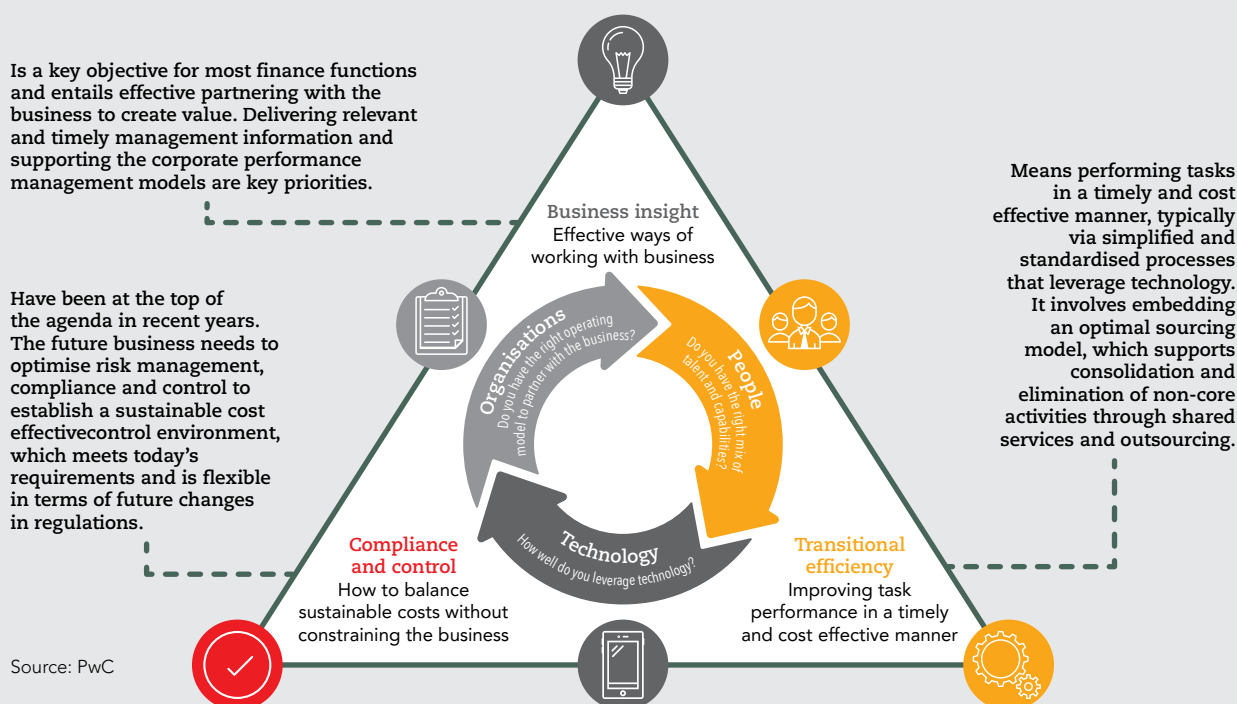 Is a key objective for most finance functions
and entails effective partnering with the
business to create value. Delivering relevant
and timely management information and
supporting the corporate performance
management models are key priorities.
Have been at the top of
the agenda in recent years.
The future business needs to
optimise risk management,
compliance and control to
establish a sustainable cost
effectivecontrol environment,
which meets today's
requirements and is flexible
in terms of future changes
in regulations.
Business insight
Effective ways of
working with business
Organisations
Do you have the right operating
model to partner with the business?
People
Do you have the right mix of
talent and capabilities?
Technology
How well do you leverage technology?
Compliance
and control
How to balance
sustainable costs without
constraining the business
Transitional
efficiency
Improving task
performance in a timely
and cost effective manner
Means performing tasks
in a timely and cost
effective manner, typically
via simplified and
standardised processes
that leverage technology.
It involves embedding
an optimal sourcing
model, which supports
consolidation and
elimination of non-core
activities through shared
services and outsourcing.
Source: PwC